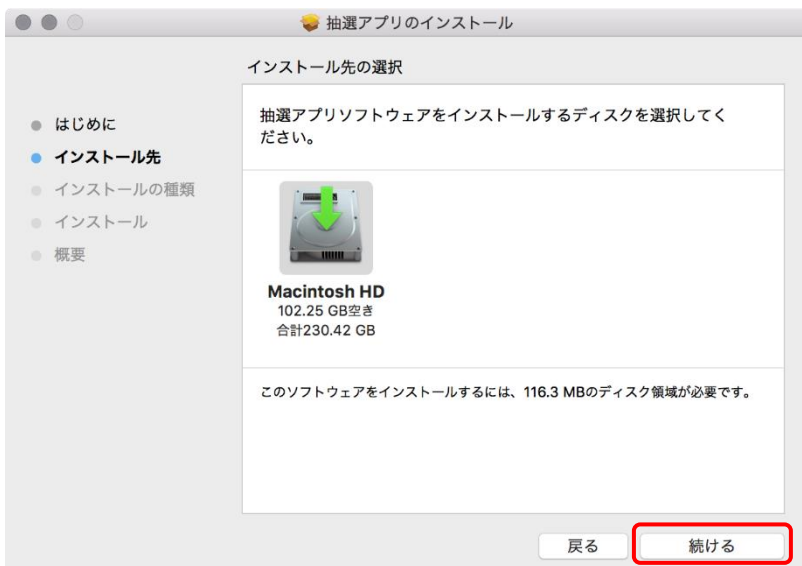 抽選アプリのインストール
インストール先の選択
はじめに
インストール先
インストールの種類
インストール
概要
抽選アプリソフトウェアをインストールするディスクを選択してく
ださい。
Macintosh HD
102.25 GB空き
合計230.42 GB
このソフトウェアをインストールするには、116.3 MBのディスク領域が必要です。
戻る
続ける